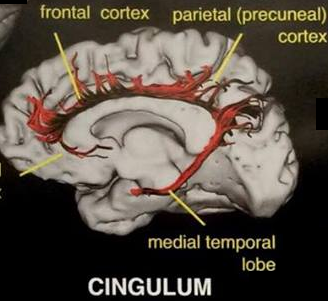 frontal cortex
parietal (precuneal)
cortex
medial temporal
lobe
CINGULUM